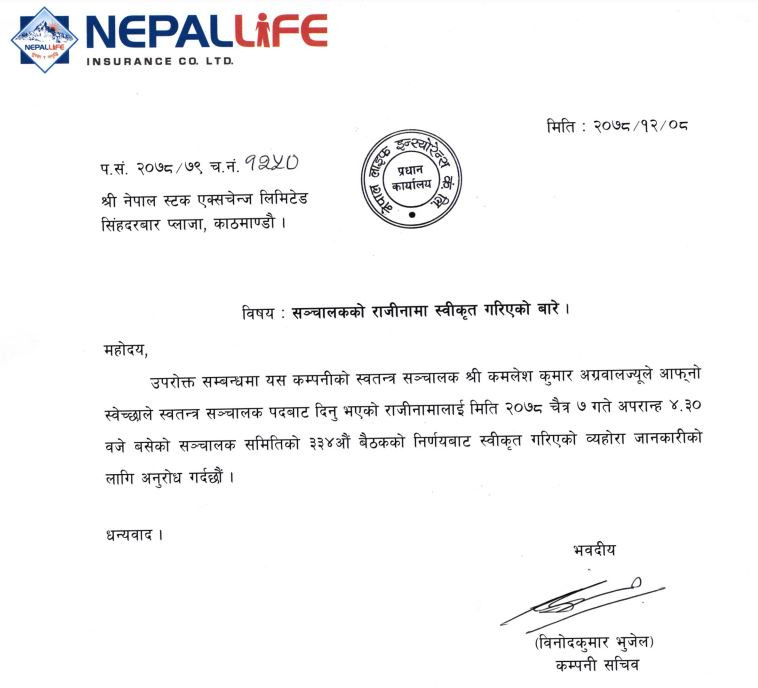 NEPALLIFE
NEPALLIFE
INSURANCE CO. LTD.
मिति : २०७८/१२/०८
प.सं. २०७८/७९ च.नं. १२५०
नेपाल लाइफ इन्स्योरेन्स कं. लि.
प्रधान
कार्यालय
श्री नेपाल स्टक एक्सचेन्ज लिमिटेड
सिंहदरबार प्लाजा, काठमाण्डौ ।
विषय : सञ्चालकको राजीनामा स्वीकृत गरिएको बारे ।
महोदय,
उपरोक्त सम्बन्धमा यस कम्पनीको स्वतन्त्र सञ्चालक श्री कमलेश कुमार अग्रवालज्यूले आफ्‌नो
स्वेच्छाले स्वतन्त्र सञ्चालक पदबाट दिनु भएको राजीनामालाई मिति २०७८ चैत्र ७ गते अपरान्ह ४.३०
वजे बसेको सञ्चालक समितिको ३३४औं बैठकको निर्णयबाट स्वीकृत गरिएको व्यहोरा जानकारीको
लागि अनुरोध गर्दछौं ।
धन्यवाद ।
भवदीय
(विनोदकुमार भुजेल)
कम्पनी सचिव